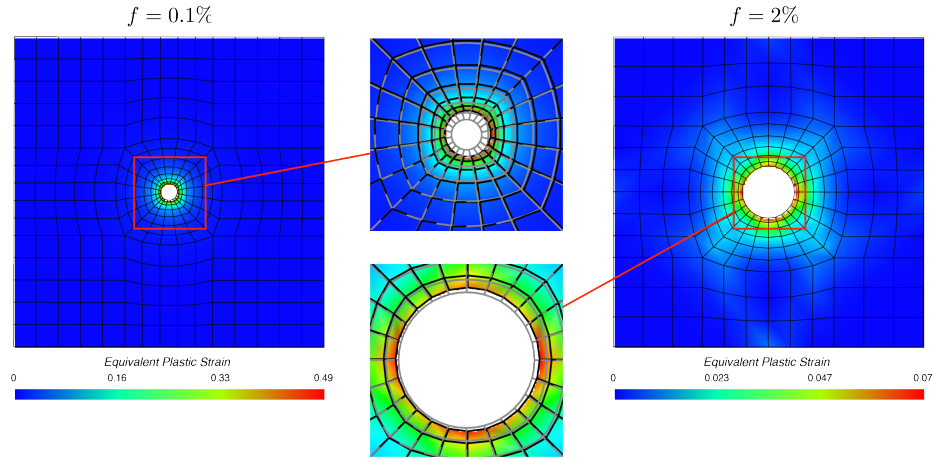 f = 0.1%
f = 2%
Equivalent Plastic Strain
0 0.16 0.33 0.49
Equivalent Plastic Strain
0 0.023 0.047 0.07